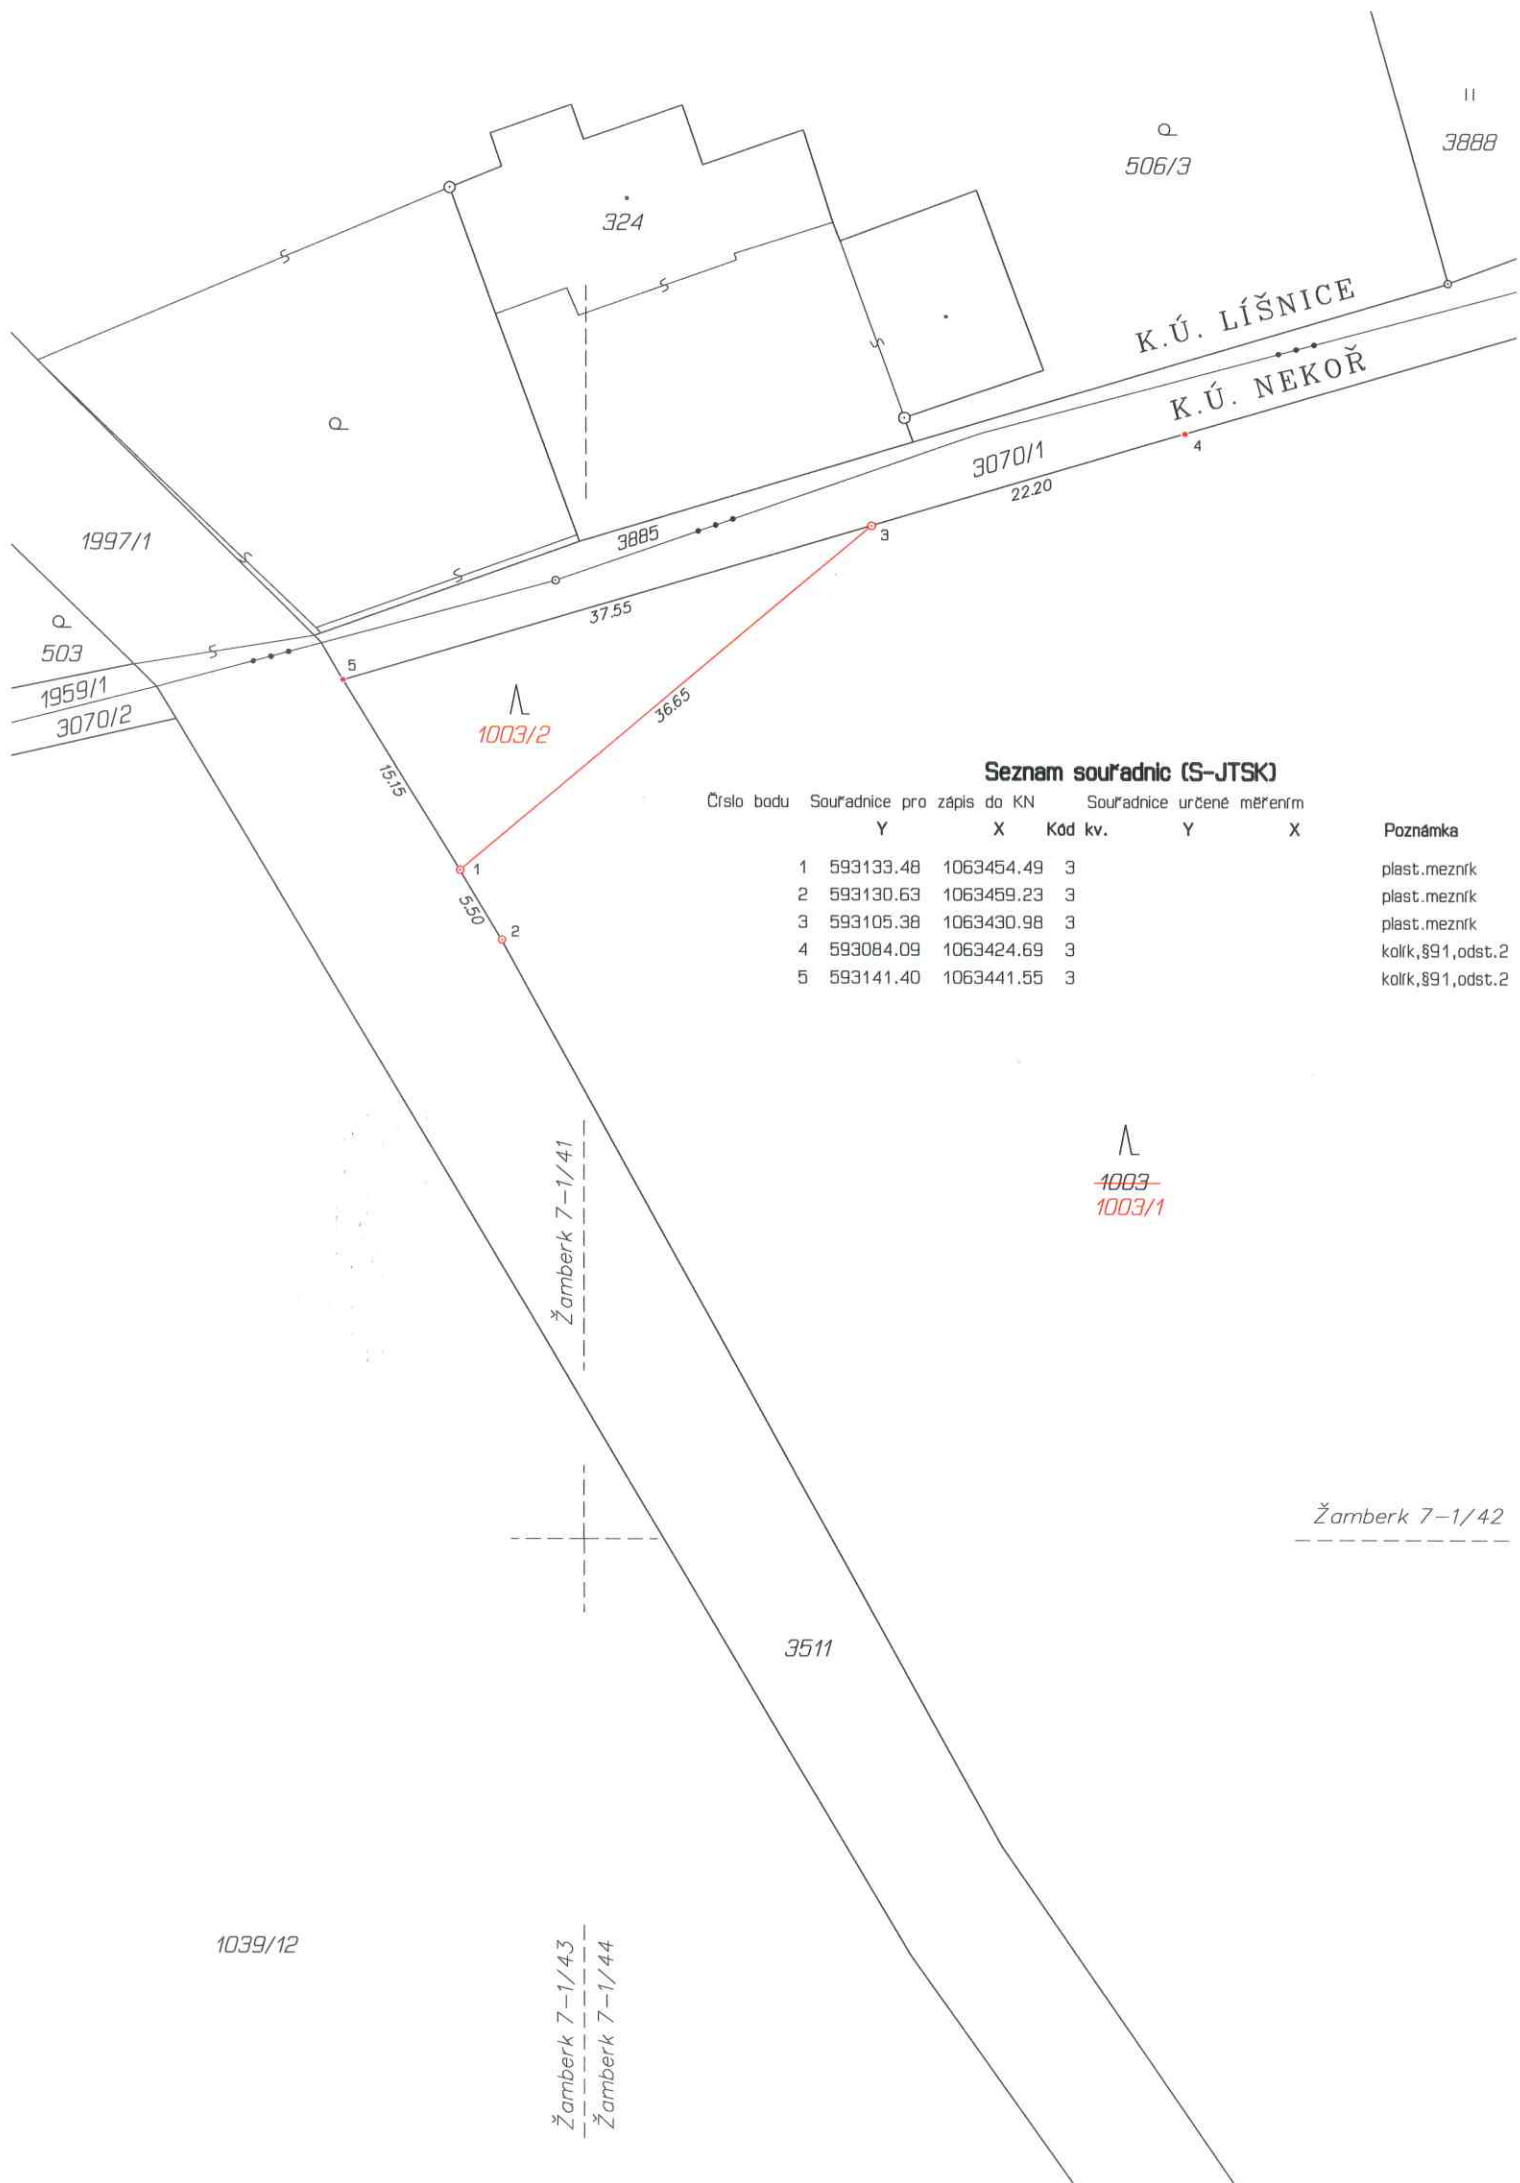 3888
506/3
324
K.Ú. LÍŠNICE
K.Ú. NEKOŘ
3070/1
4
22.20
3
1997/1
3885
37.55
503
5
1959/1
3070/2
1003/2
36.65
15.15
1
5.50
2
Seznam souřadnic (S-JTSK)
Číslo bodu Souřadnice pro zápis do KN Souřadnice určené měřením
Y X Kód kv. Y X Poznámka
1 593133.48 1063454.49 3 plast.mezník
2 593130.63 1063459.23 3 plast.mezník
3 593105.38 1063430.98 3 plast.mezník
4 593084.09 1063424.69 3 kolík,§91,odst.2
5 593141.40 1063441.55 3 kolík,§91,odst.2
Žamberk 7-1/41
1003
1003/1
Žamberk 7-1/42
3511
1039/12
Žamberk 7-1/43
Žamberk 7-1/44